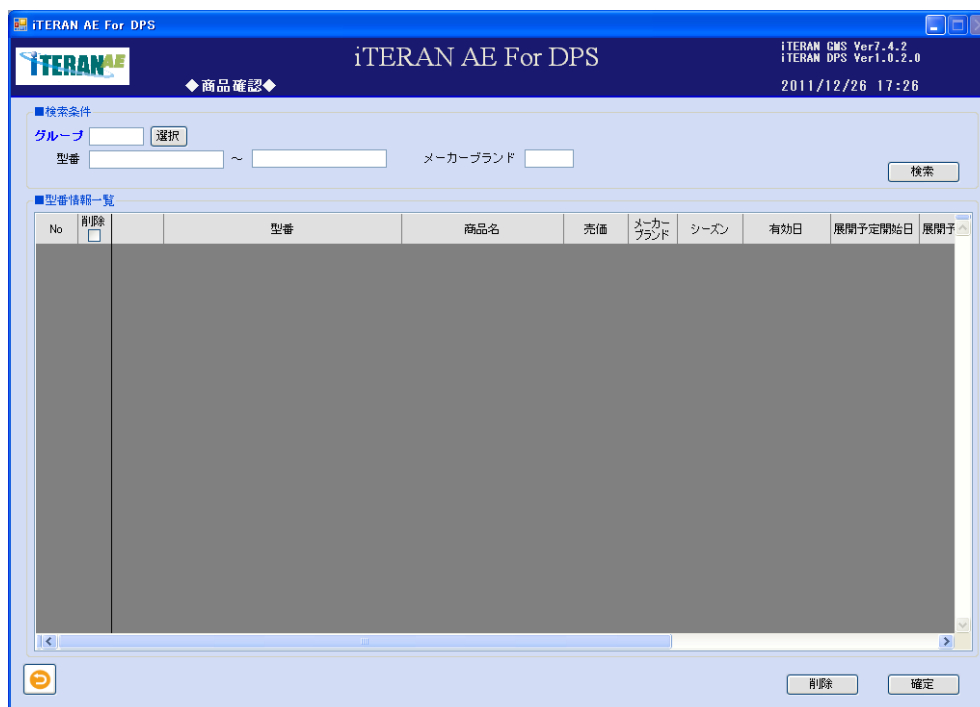 iTERAN AE For DPS
iTERAN AE
iTERAN AE For DPS
iTERAN GMS Ver7.4.2
iTERAN DPS Ver1.0.2.0
◆商品確認◆
2011/12/26 17:26
■検索条件
グループ 選択
型番 ～ メーカーブランド
検索
■型番情報一覧
No 削除 型番 商品名 売価 メーカーブランド シーズン 有効日 展開予定開始日 展開予
削除 確定